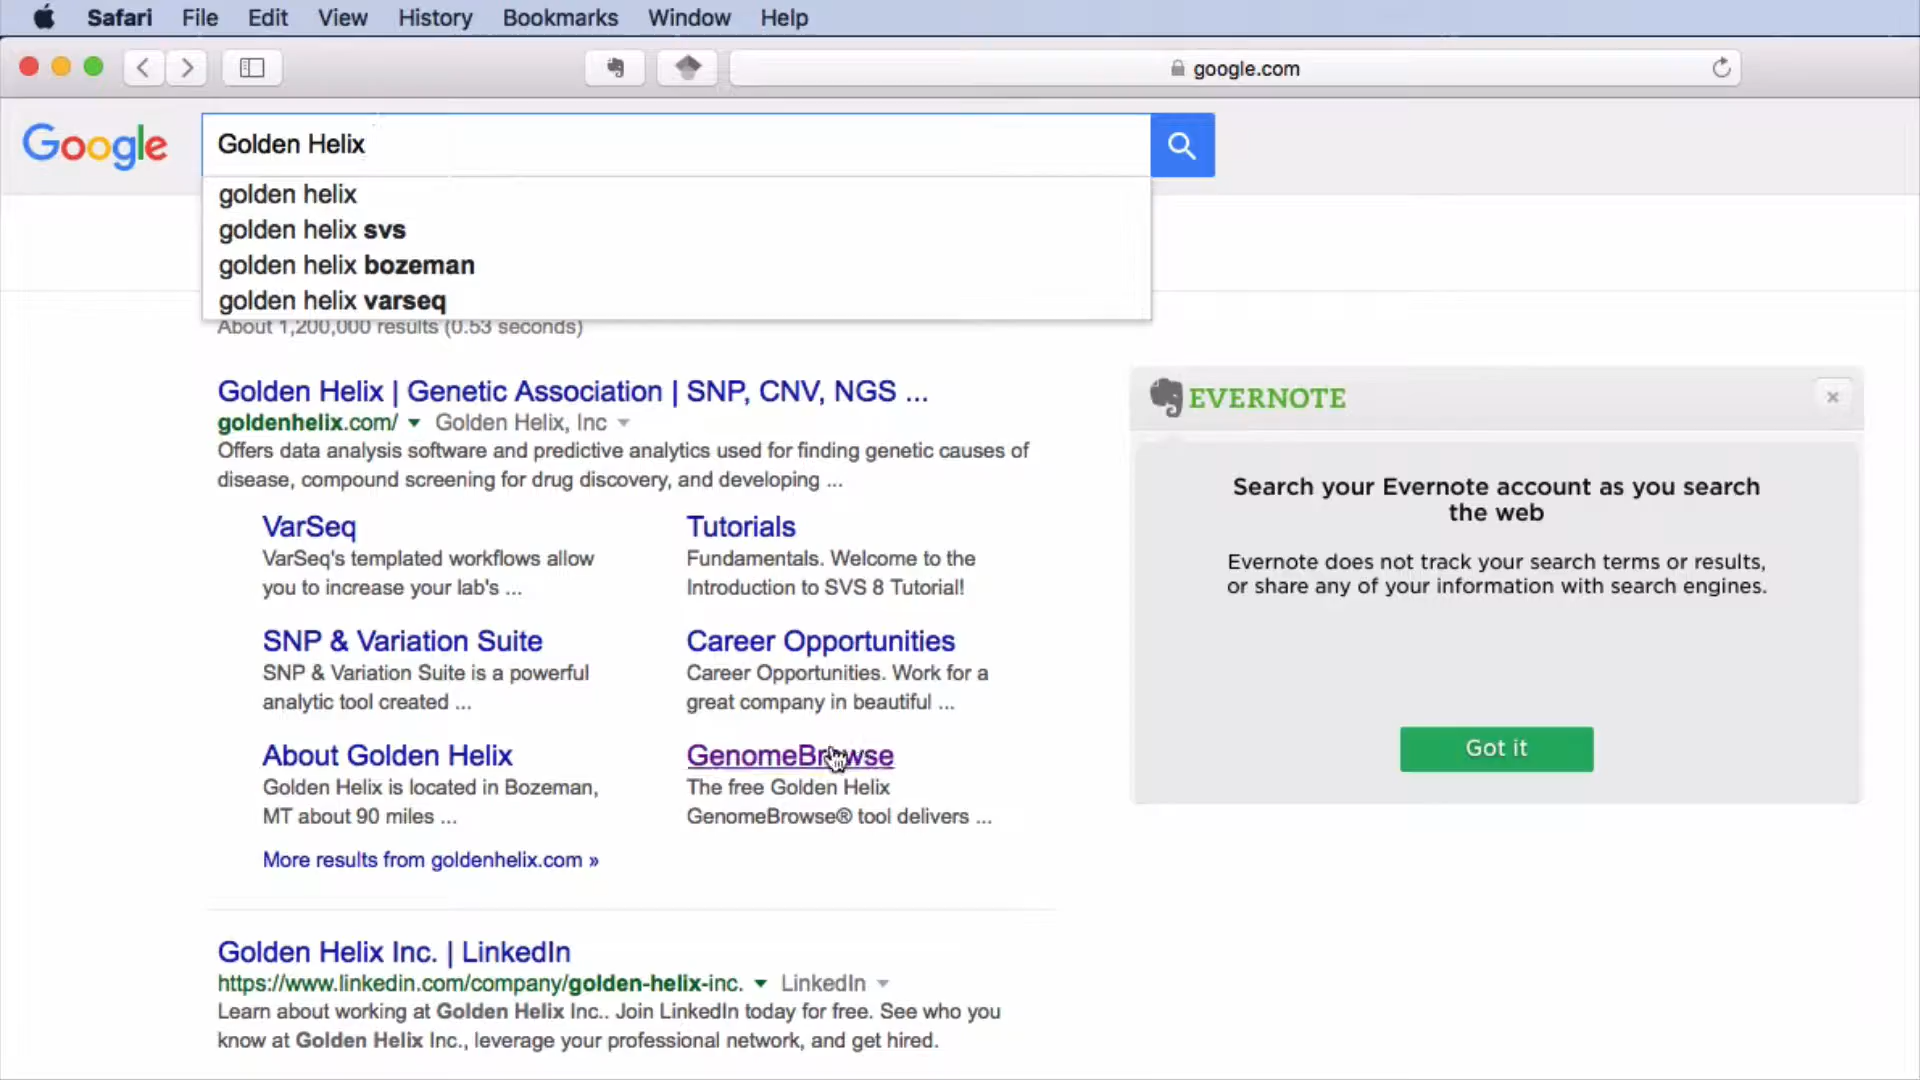 Safari File Edit View History Bookmarks Window Help
google.com
Google
Golden Helix
golden helix
golden helix svs
golden helix bozeman
golden helix varseq
About 1,200,000 results (0.53 seconds)
Golden Helix | Genetic Association | SNP, CNV, NGS ...
goldenhelix.com/ Golden Helix, Inc
Offers data analysis software and predictive analytics used for finding genetic causes of
disease, compound screening for drug discovery, and developing ...
VarSeq
VarSeq's templated workflows allow
you to increase your lab's ...
Tutorials
Fundamentals. Welcome to the
Introduction to SVS 8 Tutorial!
SNP & Variation Suite
SNP & Variation Suite is a powerful
analytic tool created ...
Career Opportunities
Career Opportunities. Work for a
great company in beautiful ...
About Golden Helix
Golden Helix is located in Bozeman,
MT about 90 miles ...
GenomeBrowse
The free Golden Helix
GenomeBrowse® tool delivers ...
More results from goldenhelix.com »
Golden Helix Inc. | LinkedIn
https://www.linkedin.com/company/golden-helix-inc. LinkedIn
Learn about working at Golden Helix Inc.. Join LinkedIn today for free. See who you
know at Golden Helix Inc., leverage your professional network, and get hired.
EVERNOTE
Search your Evernote account as you search
the web
Evernote does not track your search terms or results,
or share any of your information with search engines.
Got it